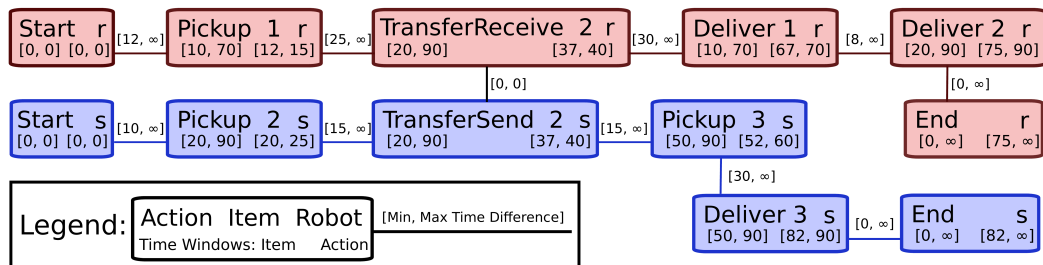 Start r
[0, 0] [0, 0]
[12, ∞]
Pickup 1 r
[10, 70] [12, 15]
[25, ∞]
TransferReceive 2 r
[20, 90] [37, 40]
[30, ∞]
Deliver 1 r
[10, 70] [67, 70]
[8, ∞]
Deliver 2 r
[20, 90] [75, 90]
[0, 0]
[0, ∞]
Start s
[0, 0] [0, 0]
[10, ∞]
Pickup 2 s
[20, 90] [20, 25]
[15, ∞]
TransferSend 2 s
[20, 90] [37, 40]
[15, ∞]
Pickup 3 s
[50, 90] [52, 60]
End r
[0, ∞] [75, ∞]
[30, ∞]
Deliver 3 s
[50, 90] [82, 90]
[0, ∞]
End s
[0, ∞] [82, ∞]
Legend:
Action Item Robot
Time Windows: Item Action
[Min, Max Time Difference]